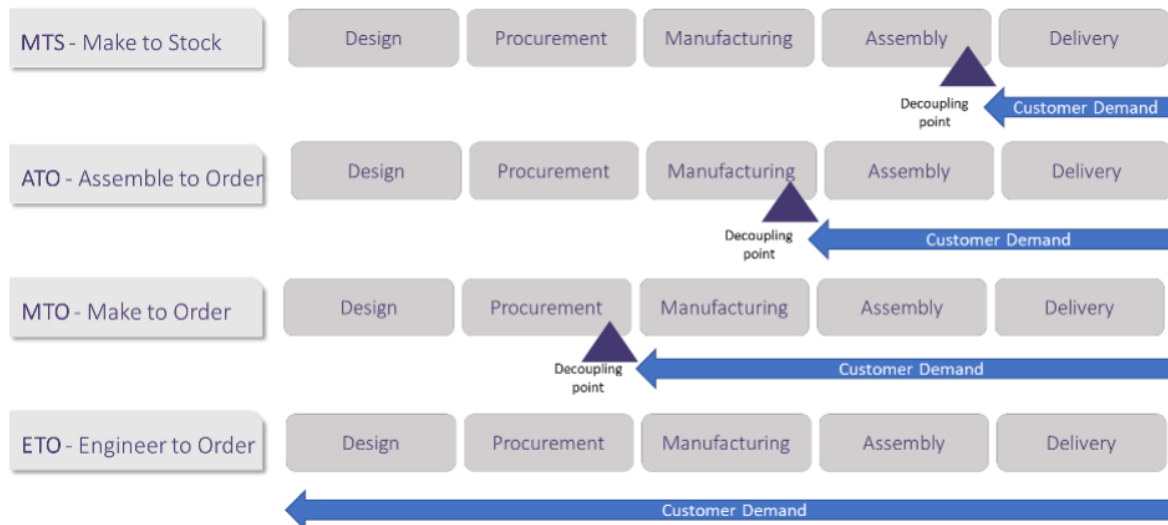 MTS - Make to Stock
Design
Procurement
Manufacturing
Assembly
Delivery
Decoupling
point
Customer Demand
ATO - Assemble to Order
Design
Procurement
Manufacturing
Assembly
Delivery
Decoupling
point
Customer Demand
MTO - Make to Order
Design
Procurement
Manufacturing
Assembly
Delivery
Decoupling
point
Customer Demand
ETO - Engineer to Order
Design
Procurement
Manufacturing
Assembly
Delivery
Customer Demand